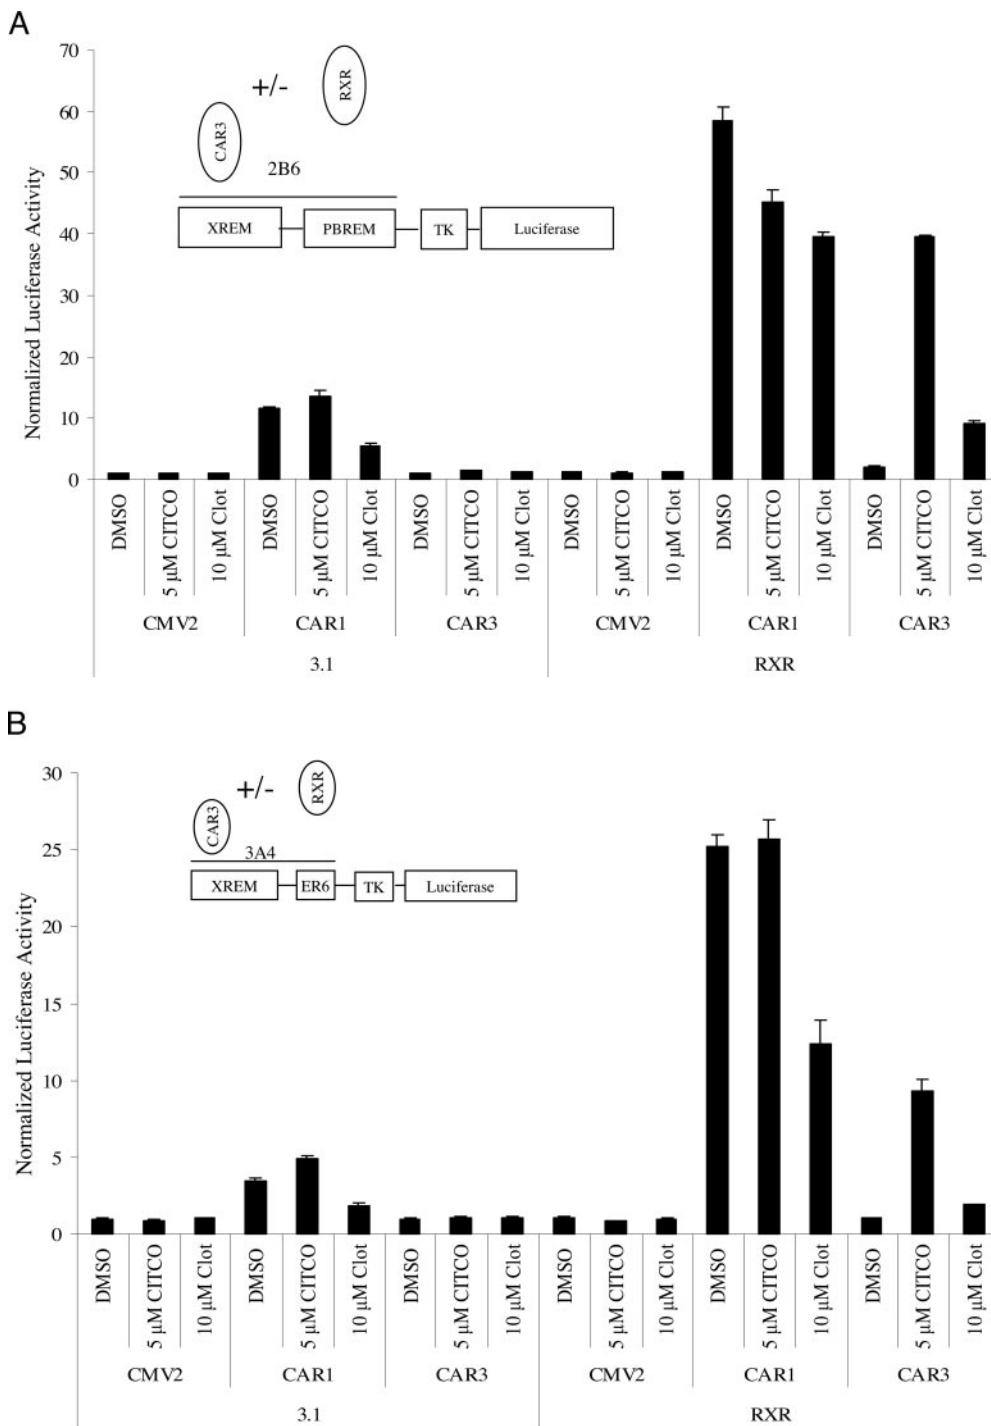 A
Normalized Luciferase Activity
70
60
50
40
30
20
10
0
+/-
RXR
CAR3
2B6
XREM
PBREM
TK
Luciferase
DMSO
5 μM CITCO
10 μM Clot
DMSO
5 μM CITCO
10 μM Clot
DMSO
5 μM CITCO
10 μM Clot
DMSO
5 μM CITCO
10 μM Clot
DMSO
5 μM CITCO
10 μM Clot
DMSO
5 μM CITCO
10 μM Clot
CMV2
CAR1
CAR3
CMV2
CAR1
CAR3
3.1
RXR
B
Normalized Luciferase Activity
30
25
20
15
10
5
0
+/-
RXR
CAR3
3A4
XREM
ER6
TK
Luciferase
DMSO
5 μM CITCO
10 μM Clot
DMSO
5 μM CITCO
10 μM Clot
DMSO
5 μM CITCO
10 μM Clot
DMSO
5 μM CITCO
10 μM Clot
DMSO
5 μM CITCO
10 μM Clot
DMSO
5 μM CITCO
10 μM Clot
CMV2
CAR1
CAR3
CMV2
CAR1
CAR3
3.1
RXR